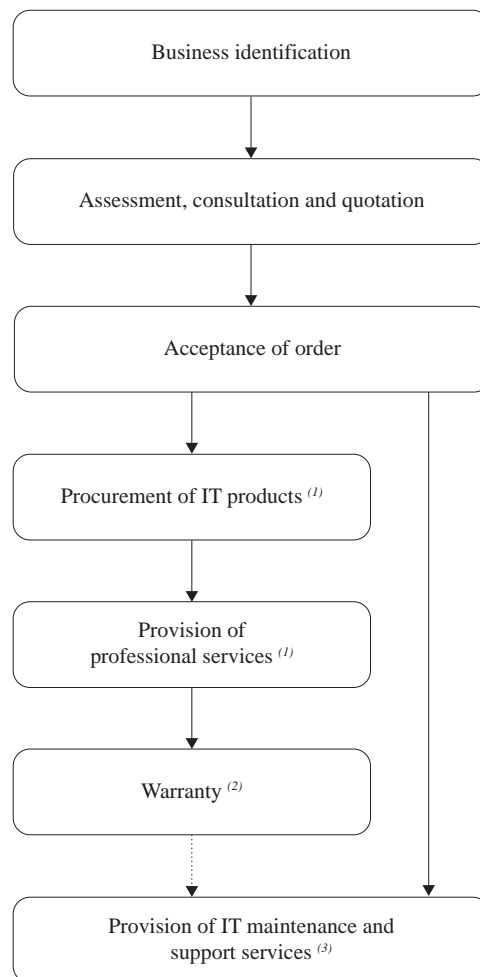 Business identification
Assessment, consultation and quotation
Acceptance of order
Procurement of IT products (1)
Provision of
professional services (1)
Warranty (2)
Provision of IT maintenance and
support services (3)